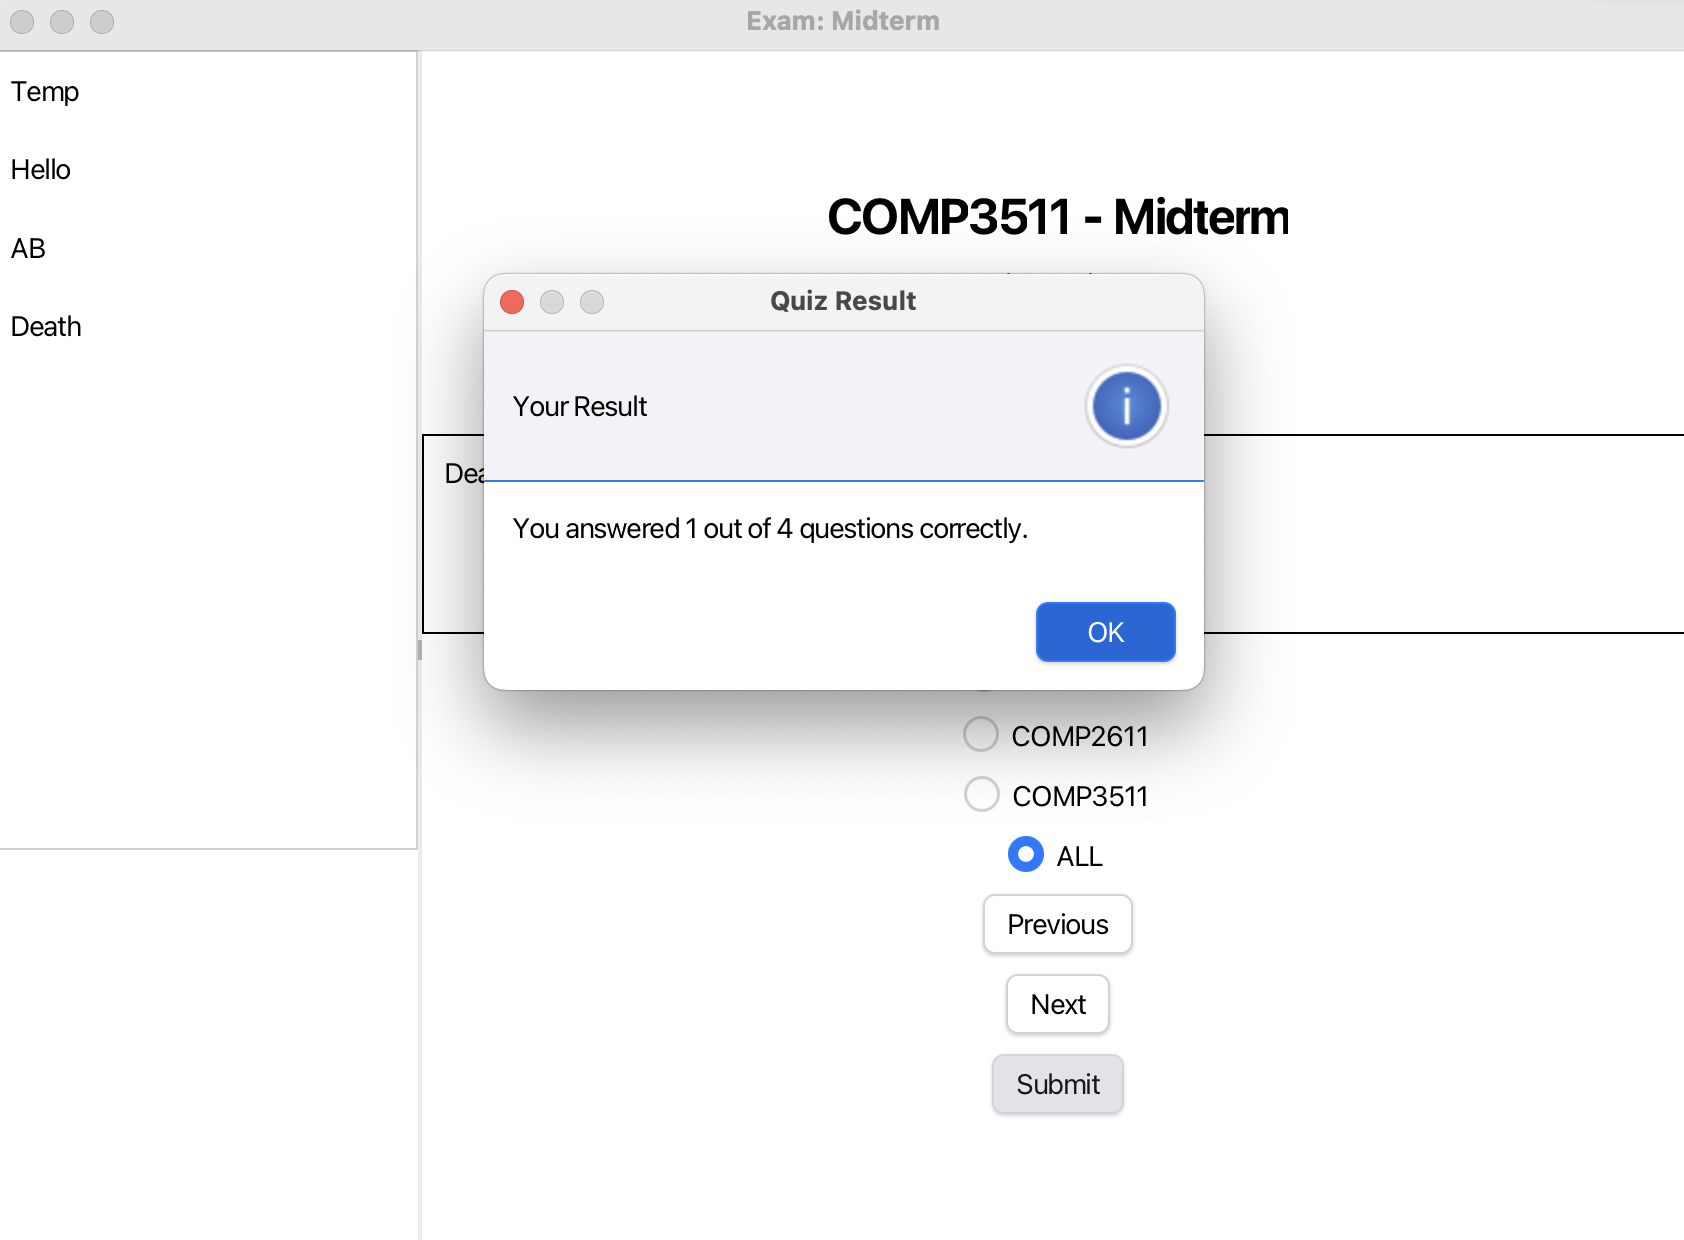 Exam: Midterm
Temp
Hello
AB
Death
COMP3511 - Midterm
Quiz Result
Your Result
You answered 1 out of 4 questions correctly.
OK
COMP2611
COMP3511
ALL
Previous
Next
Submit